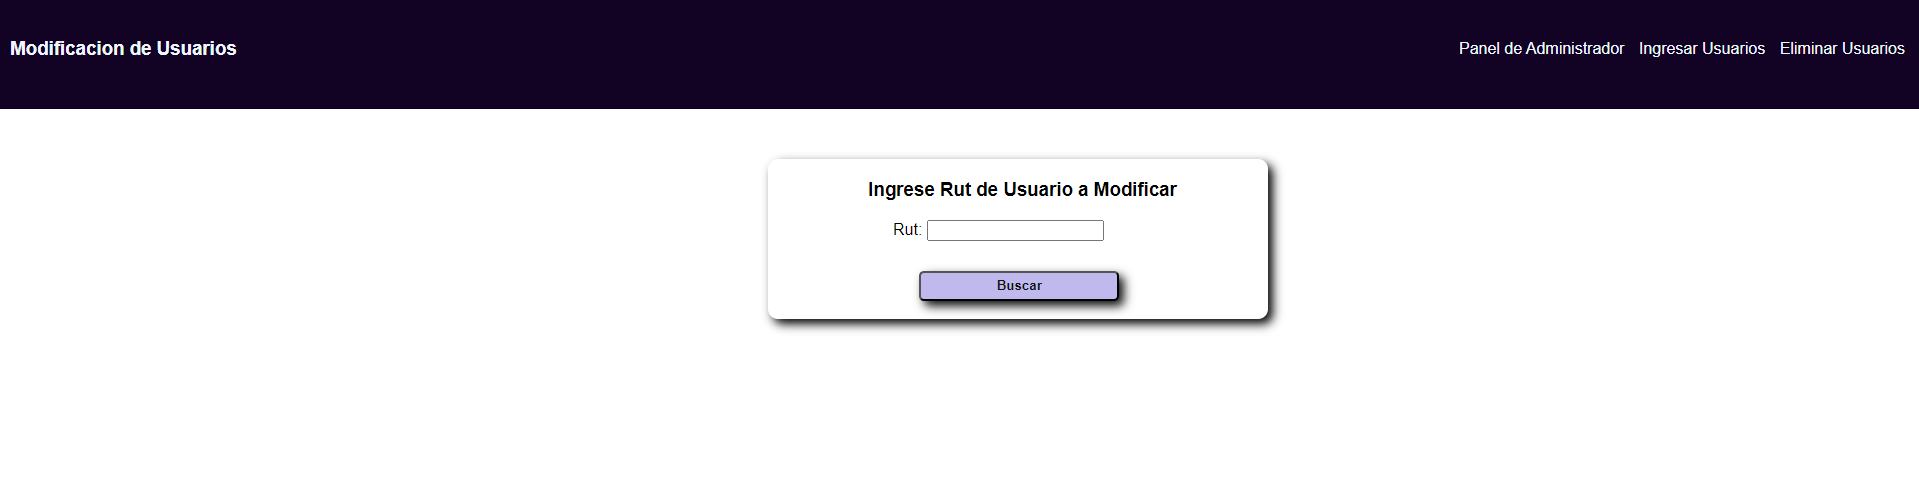 Modificacion de Usuarios
Panel de Administrador Ingresar Usuarios Eliminar Usuarios
Ingrese Rut de Usuario a Modificar
Rut:
Buscar